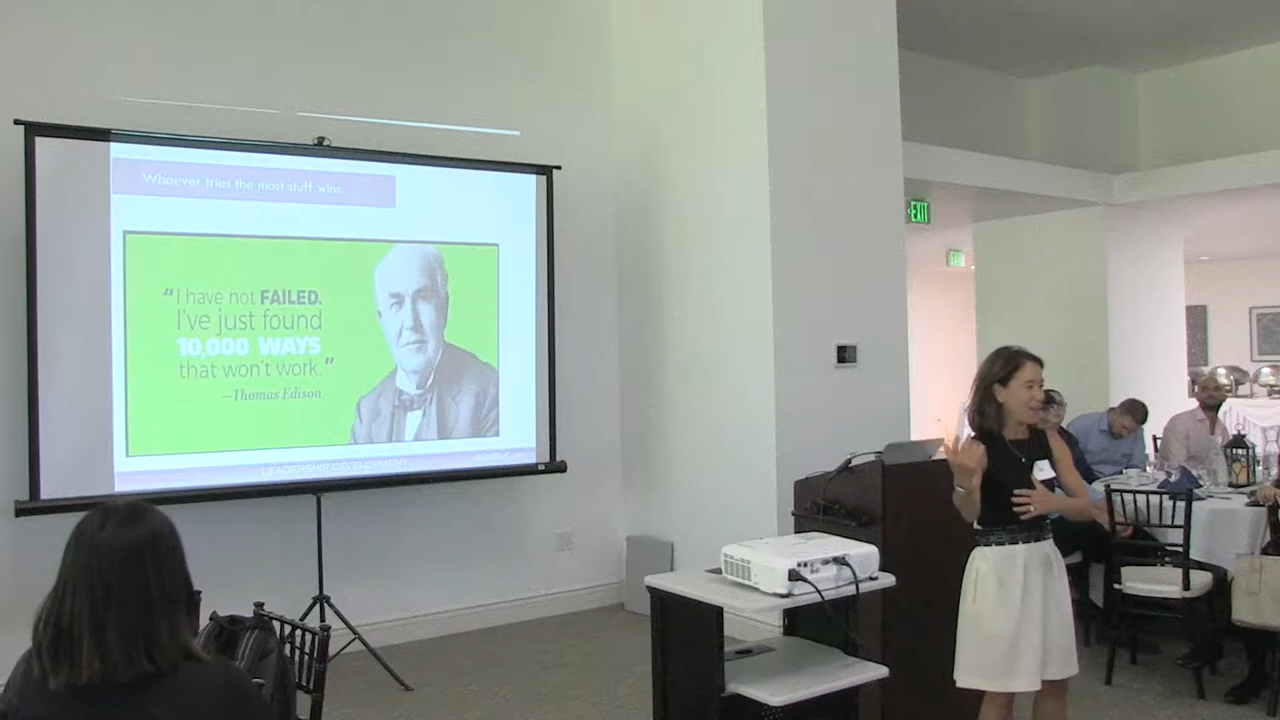 Whoever tries the most stuff wins.
“I have not FAILED.
I've just found
10,000 WAYS
that won't work.”
—Thomas Edison
LEADERSHIP DEVELOPMENT
EXIT
EXIT